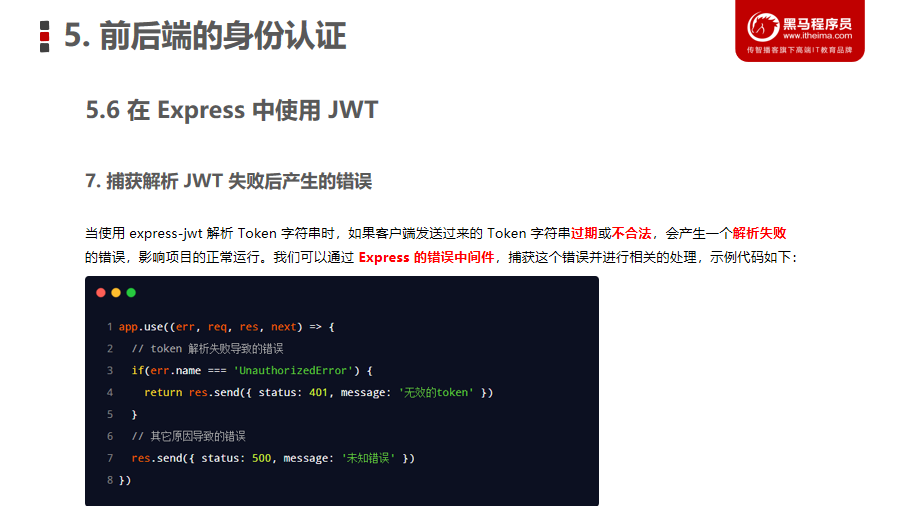 5. 前后端的身份认证
黑马程序员
www.itheima.com
传智播客旗下高端IT教育品牌
5.6 在 Express 中使用 JWT
7. 捕获解析 JWT 失败后产生的错误
当使用 express-jwt 解析 Token 字符串时，如果客户端发送过来的 Token 字符串过期或不合法，会产生一个解析失败
的错误，影响项目的正常运行。我们可以通过 Express 的错误中间件，捕获这个错误并进行相关的处理，示例代码如下：
1 app.use((err, req, res, next) => {
2   // token 解析失败导致的错误
3   if(err.name === 'UnauthorizedError') {
4     return res.send({ status: 401, message: '无效的token' })
5   }
6   // 其它原因导致的错误
7   res.send({ status: 500, message: '未知错误' })
8 })